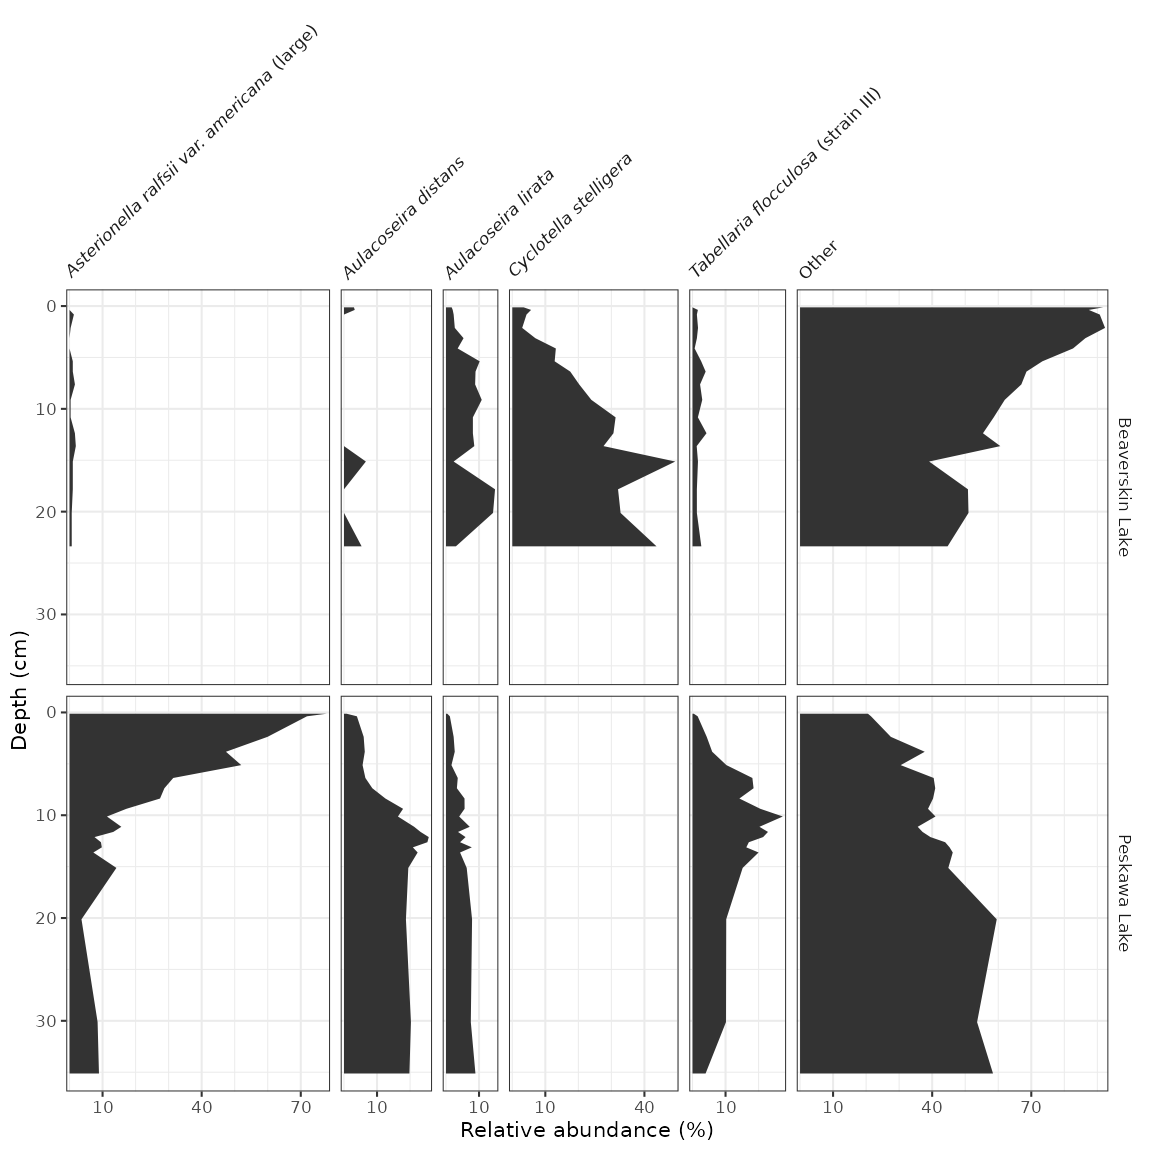 Asterionella ralfsii var. americana (large)
Aulacoseira distans
Aulacoseira lirata
Cyclotella stelligera
Tabellaria flocculosa (strain III)
Other
0
10
20
30
Beaverskin Lake
Depth (cm)
0
10
20
30
Peskawa Lake
10 40 70 10 10 10 40 10 10 40 70
Relative abundance (%)